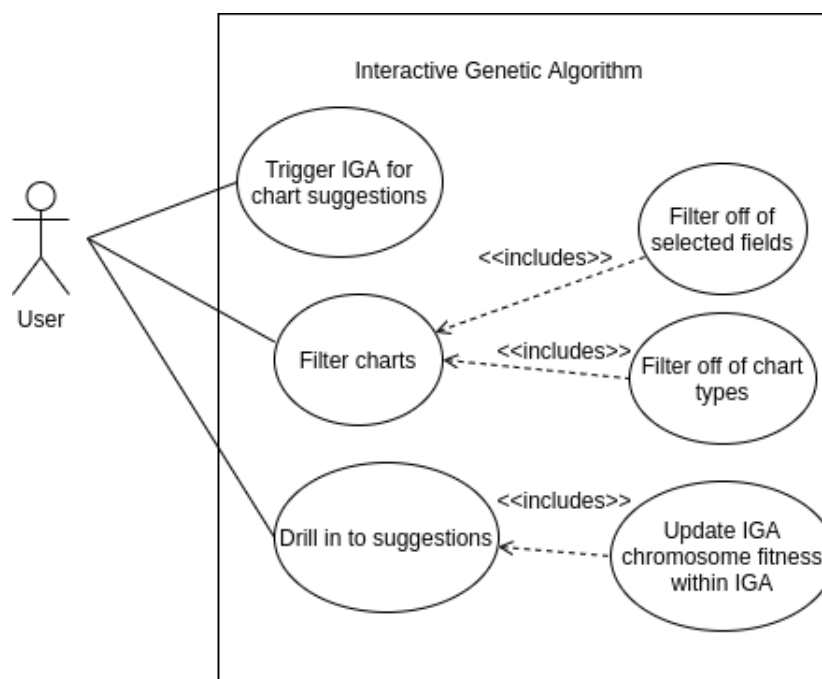 Interactive Genetic Algorithm
Trigger IGA for
chart suggestions
Filter off of
selected fields
<<includes>>
User
Filter charts
<<includes>>
Filter off of chart
types
Drill in to suggestions
<<includes>>
Update IGA
chromosome fitness
within IGA